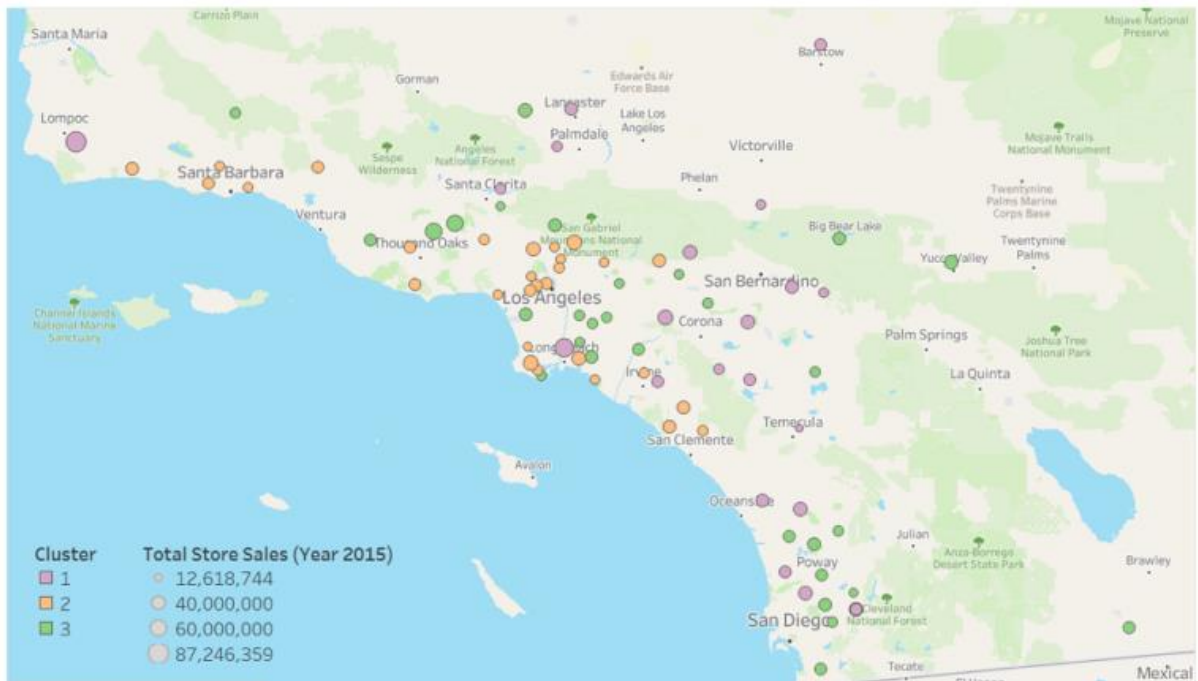 Carrizo Plain
Santa Maria
Mojave National
Preserve
Barstow
Gorman
Edwards Air
Force Base
Lompoc
Lancaster
Lake Los
Angeles
Palmdale
Victorville
Mojave Trails
National Monument
Angeles
National Forest
Sespe
Wilderness
Santa Barbara
Santa Clarita
Phelan
Twentynine
Palms Marine
Corps Base
Ventura
San Gabriel
Mountains National
Monument
Big Bear Lake
Thousand Oaks
Yucca Valley
Twentynine
Palms
San Bernardino
Los Angeles
Channel Islands
National Marine
Sanctuary
Corona
Palm Springs
Joshua Tree
National Park
Long Beach
Irvine
La Quinta
Temecula
San Clemente
Avalon
Oceanside
Julian
Anza-Borrego
Desert State Park
Poway
Brawley
Cleveland
National Forest
San Diego
Tecate
Mexical
Cluster
1
2
3
Total Store Sales (Year 2015)
12,618,744
40,000,000
60,000,000
87,246,359